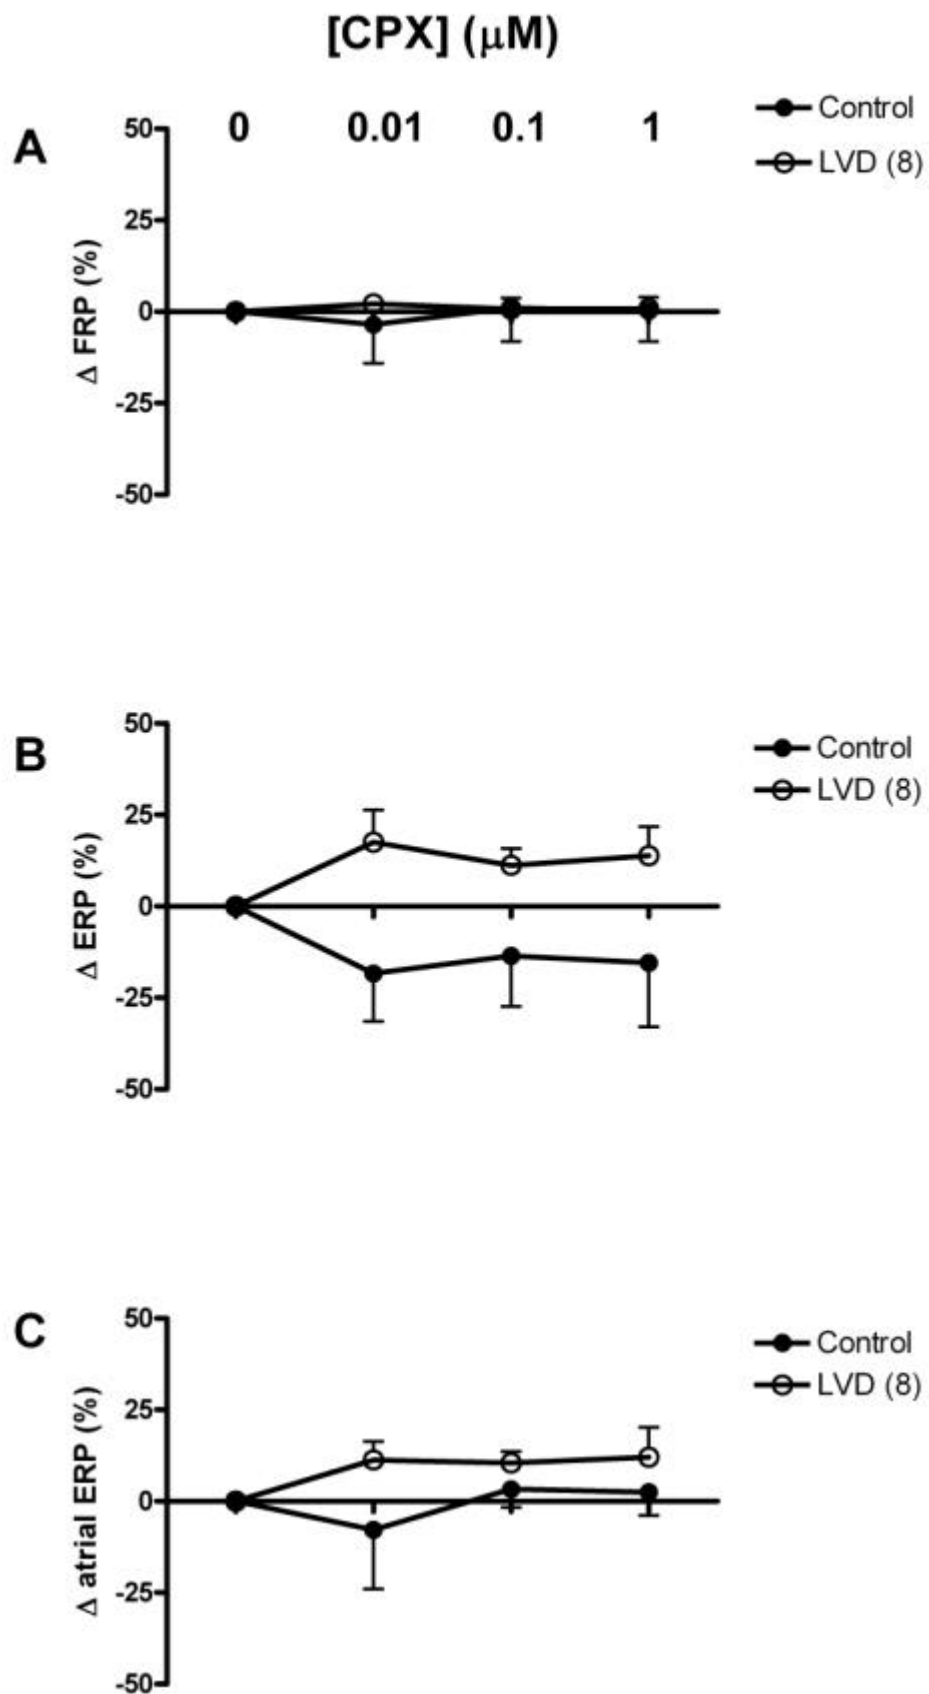 [CPX] (μM)
0 0.01 0.1 1
A
Δ FRP (%)
50
25
0
-25
-50
Control
LVD (8)
B
Δ ERP (%)
50
25
0
-25
-50
Control
LVD (8)
C
Δ atrial ERP (%)
50
25
0
-25
-50
Control
LVD (8)